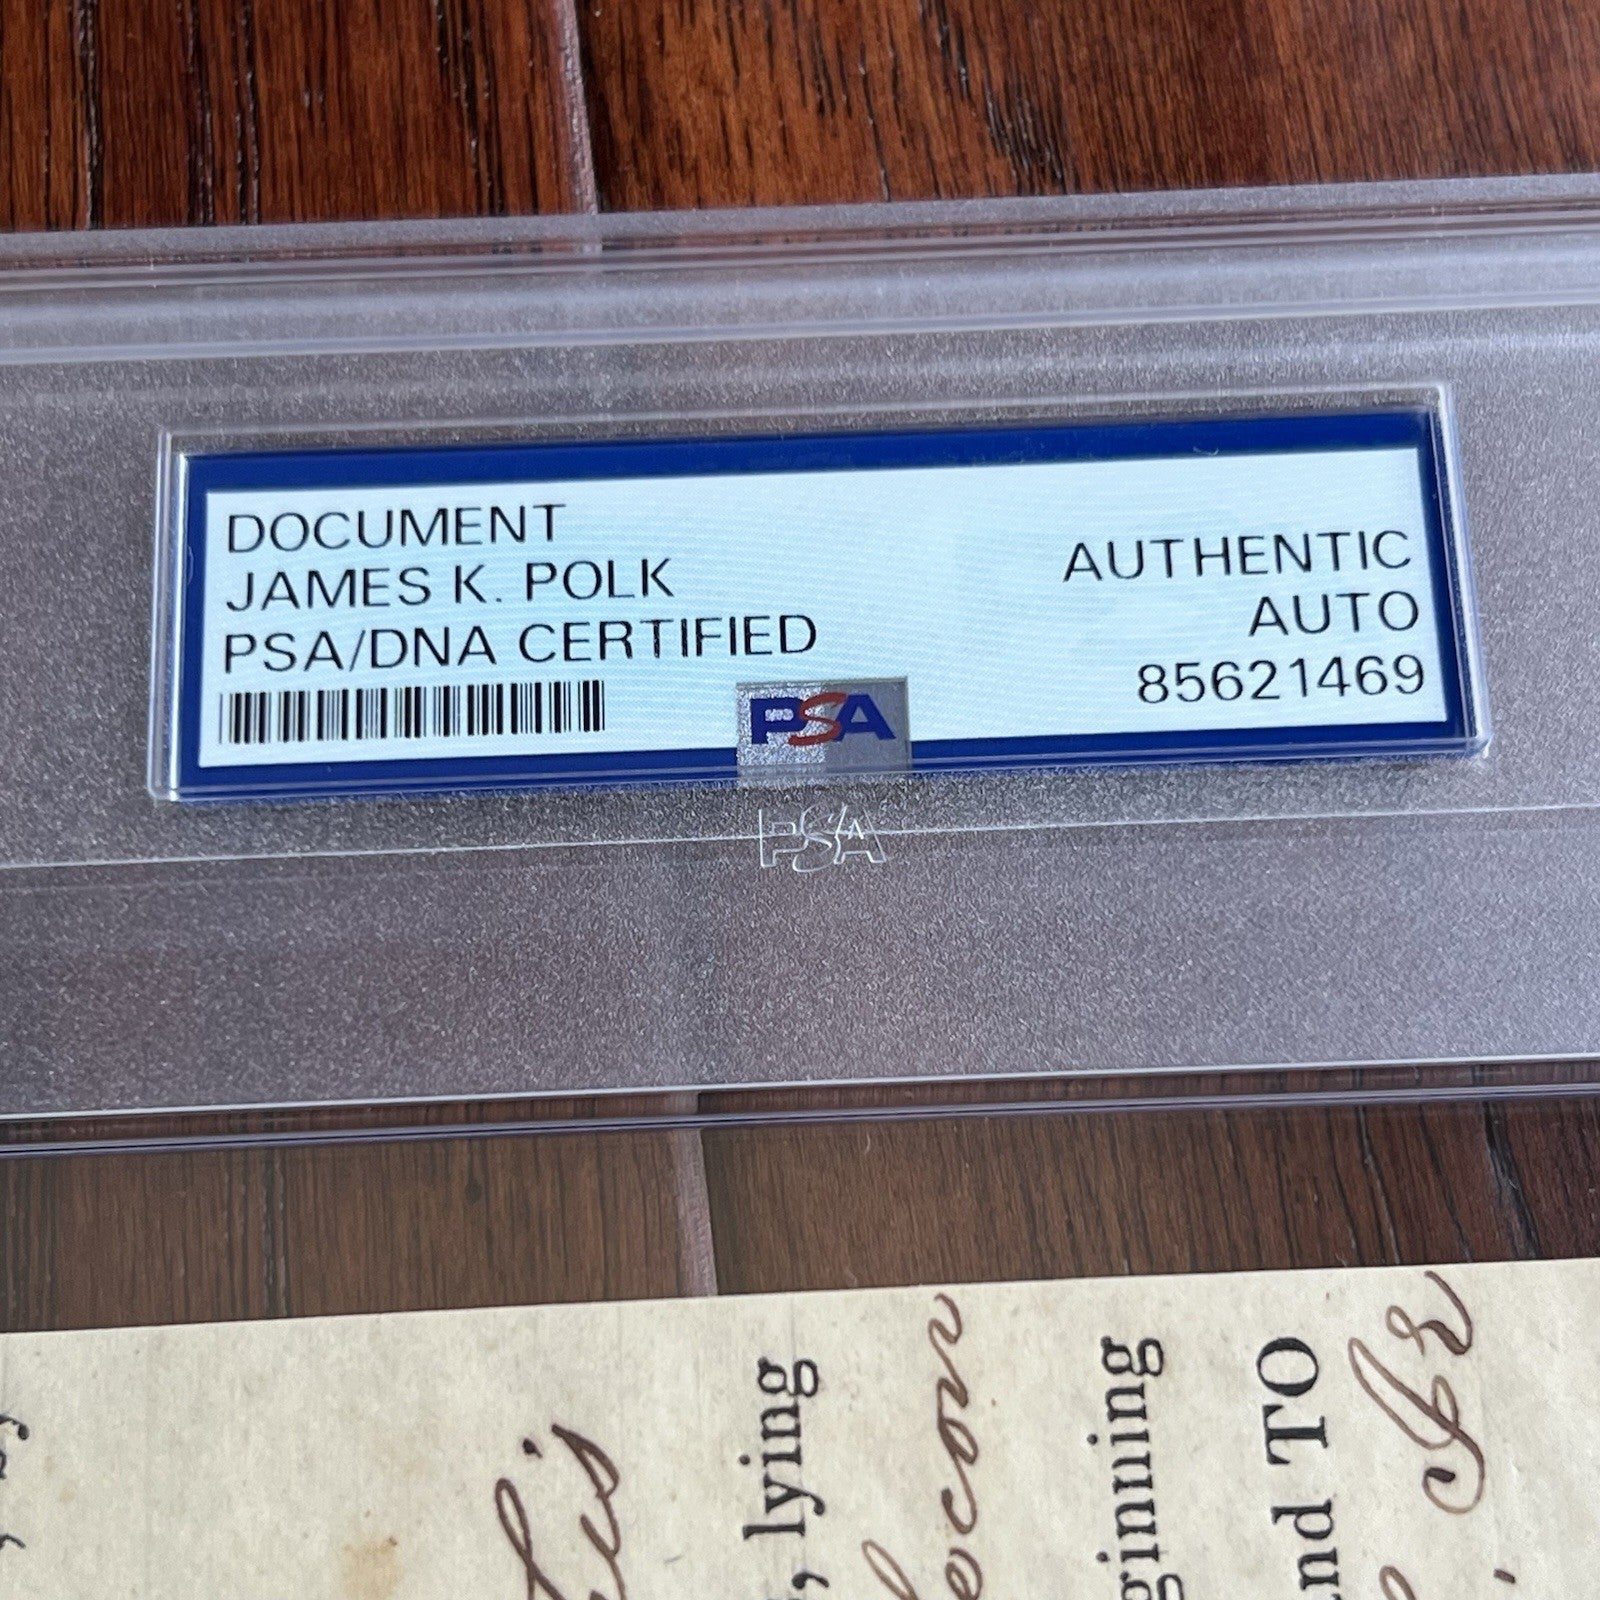 DOCUMENT
JAMES K. POLK
PSA/DNA CERTIFIED
AUTHENTIC
AUTO
85621469
PSA
PSA
, lying
ginning
nd TO